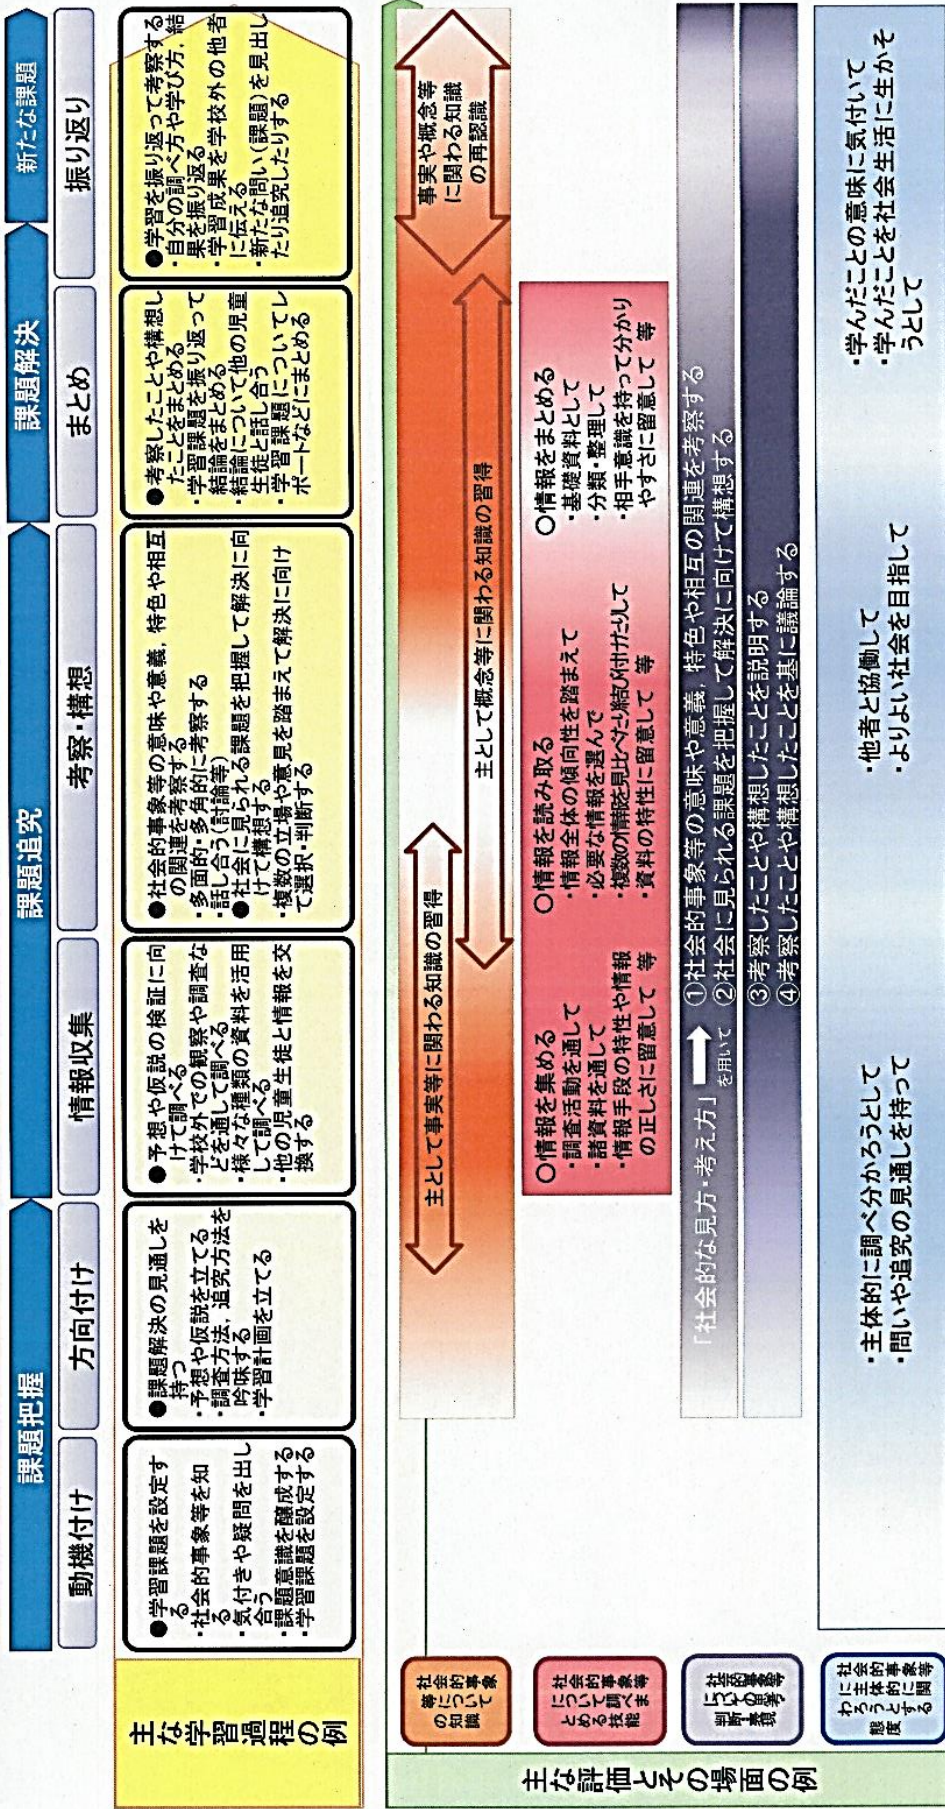 課題把握
課題追究
課題解決
新たな課題
動機付け
方向付け
情報収集
考察・構想
まとめ
振り返り
主な学習過程の例
●学習課題を設定す
る
・社会的事象等を知
る
・気付きや疑問を出し
合う
・課題意識を醸成する
・学習課題を設定する
●課題解決の見通しを
持つ
・予想や仮説を立てる
・調査方法，追究方法を
吟味する
・学習計画を立てる
●予想や仮説の検証に向
けて調べる
・学校外での観察や調査な
どを通して調べる
・様々な種類の資料を活用
して調べる
・他の児童生徒と情報を交
換する
●社会的事象等の意味や意義，特色や相互
の関連を考察する
・多面的・多角的に考察する
・話し合う（討論等）
●社会に見られる課題を把握して解決に向
けて構想する
・複数の立場や意見を踏まえて解決に向け
て選択・判断する
●考察したことや構想し
たことをまとめる
・学習課題を振り返って
結論をまとめる
・結論について他の児童
生徒と話し合う
・学習課題についてレ
ポートなどにまとめる
●学習を振り返って考察する
・自分の調べ方や学び方，結
果を振り返る
・学習成果を学校外の他者
に伝える
・新たな問い（課題）を見出し
たり追究したりする
主な評価とその場面の例
社会的事象
等について
の知識
主として事実等に関わる知識の習得
主として概念等に関わる知識の習得
事実や概念等
に関わる知識
の再認識
社会的事象等
について調べま
とめる技能
○情報を集める
・調査活動を通して
・諸資料を通して
・情報手段の特性や情報
の正しさに留意して　等
○情報を読み取る
・情報全体の傾向性を踏まえて
・必要な情報を選んで
・複数の情報を見比べたり結び付けたりして
・資料の特性に留意して　等
○情報をまとめる
・基礎資料として
・分類・整理して
・相手意識を持って分かり
やすさに留意して　等
社会的事象等
についての思考・
判断・表現
「社会的な見方・考え方」
を用いて
①社会的事象等の意味や意義，特色や相互の関連を考察する
②社会に見られる課題を把握して解決に向けて構想する
③考察したことや構想したことを説明する
④考察したことや構想したことを基に議論する
社会的事象等
に主体的に関
わろうとする
態度
・主体的に調べ分かろうとして
・問いや追究の見通しを持って
・他者と協働して
・よりよい社会を目指して
・学んだことの意味に気付いて
・学んだことを社会生活に生かそ
うとして